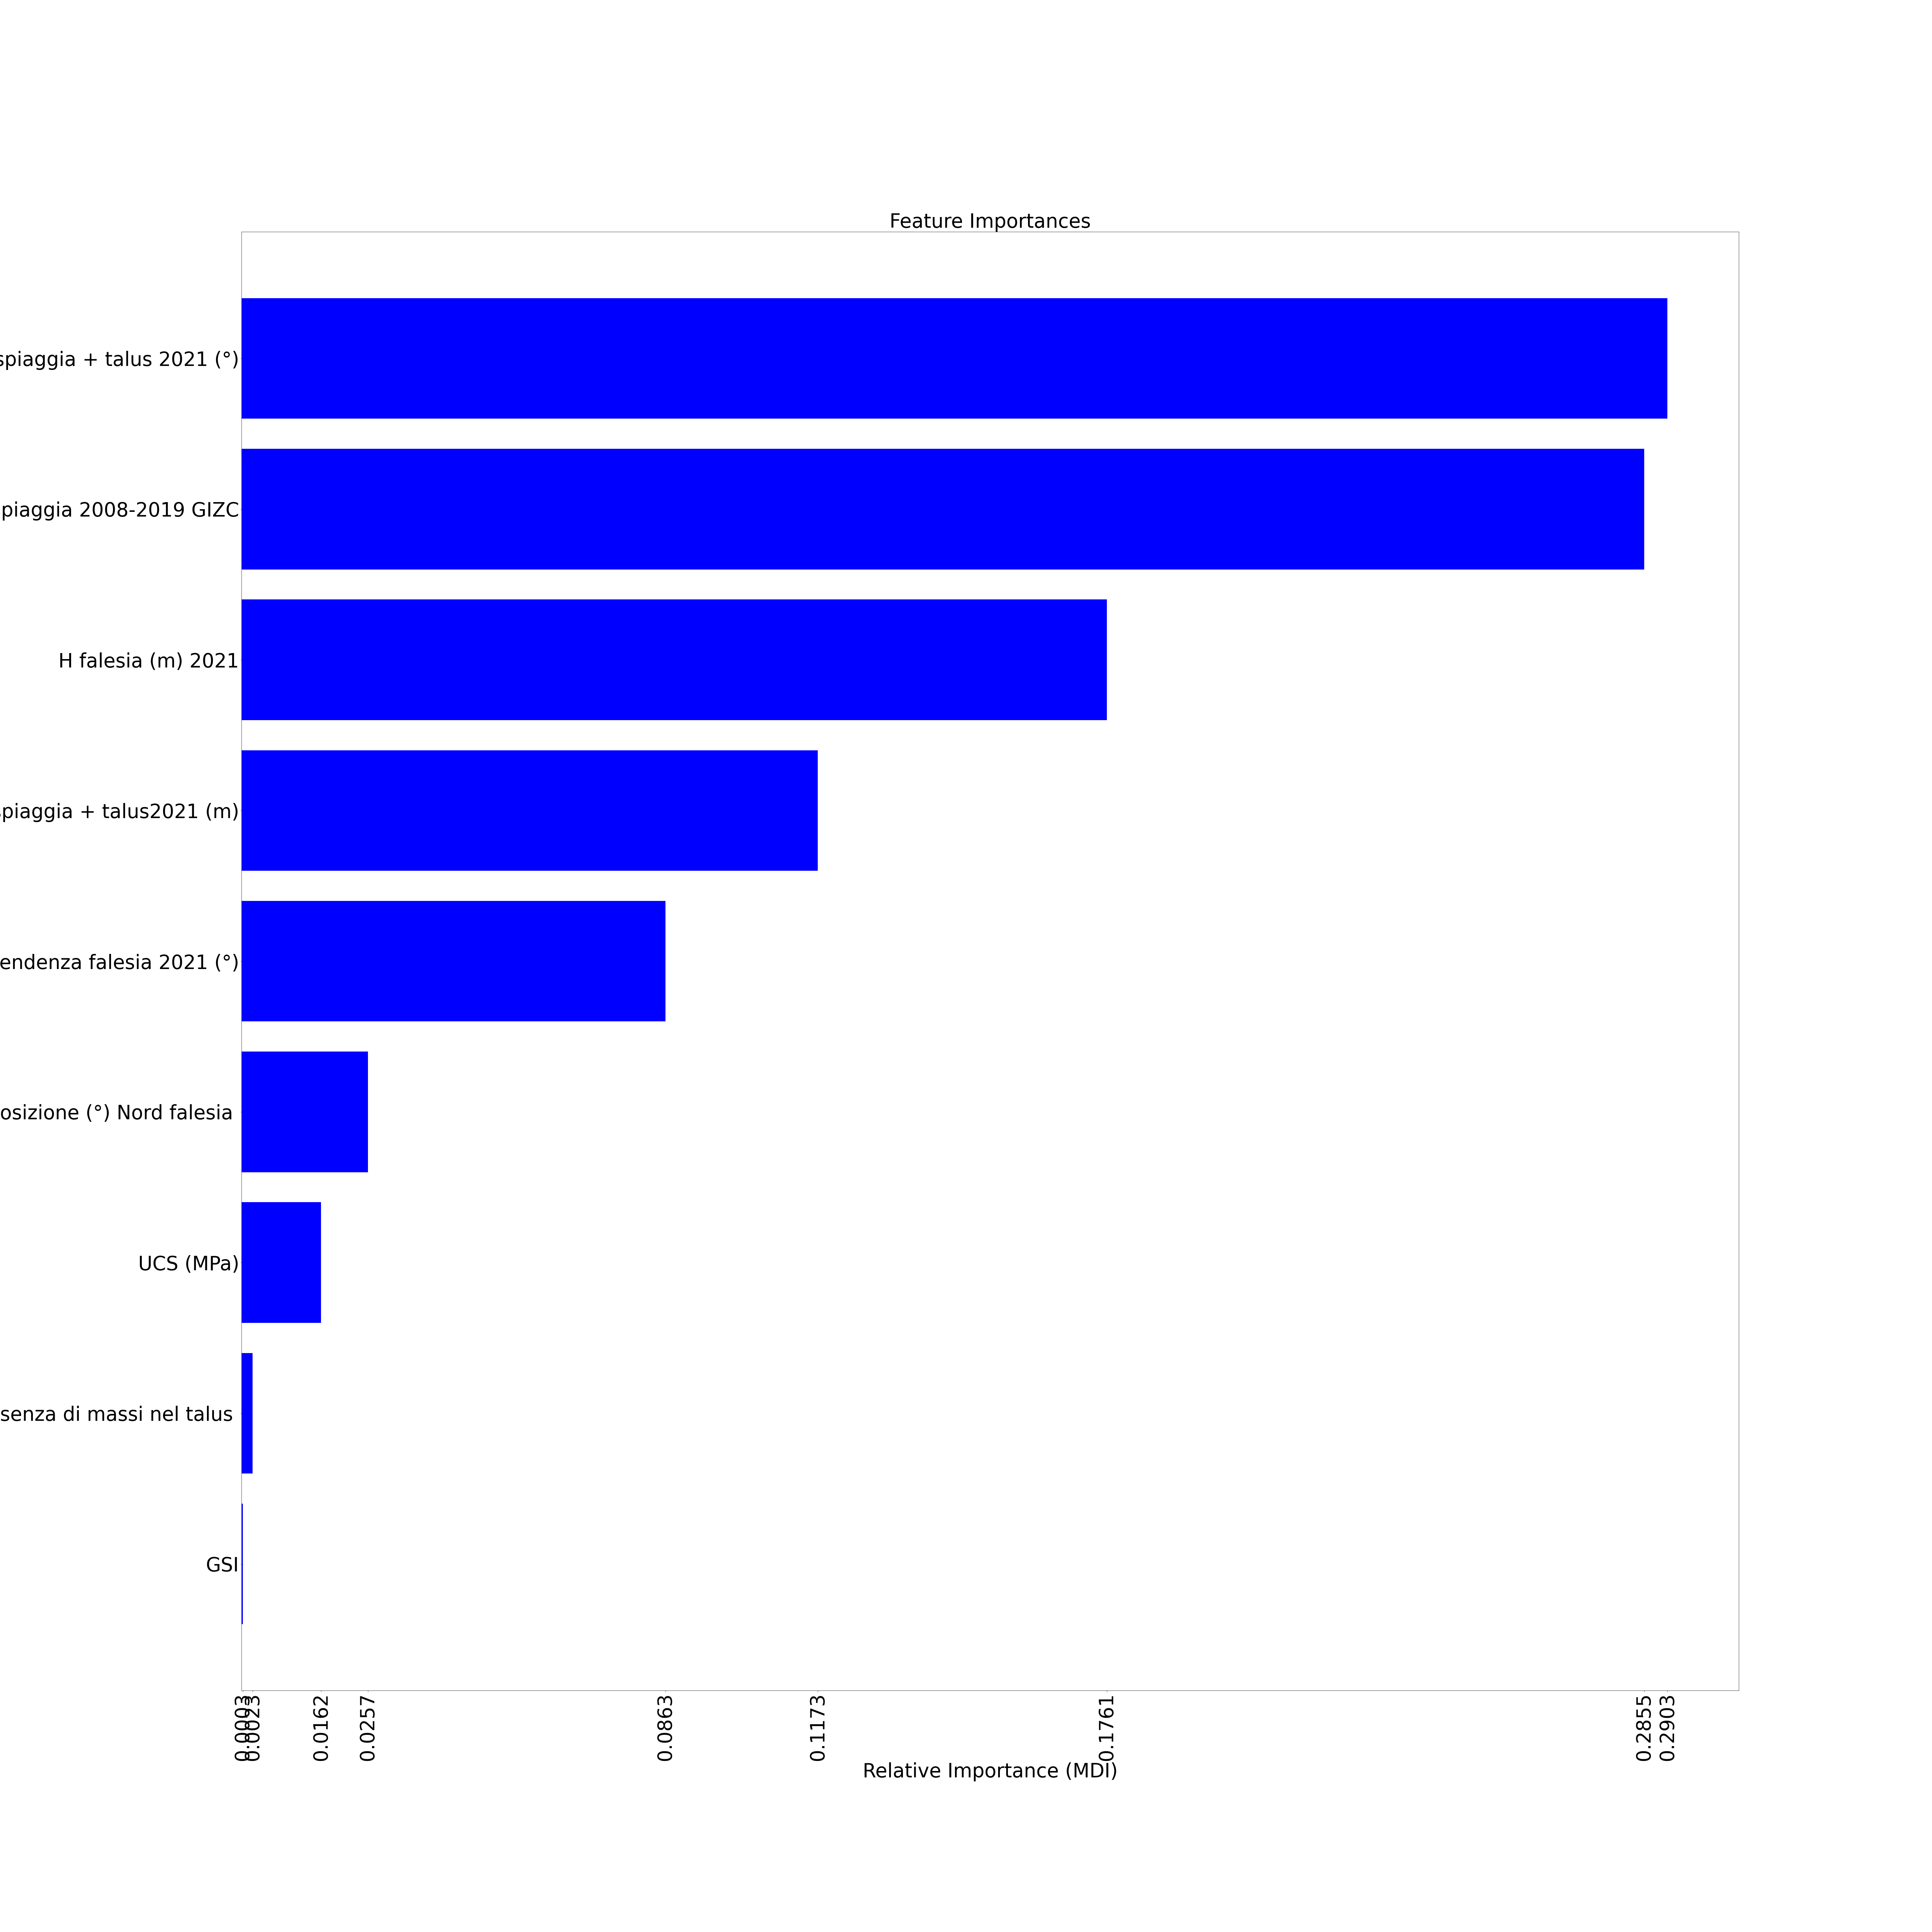 Feature Importances
spiaggia + talus 2021 (°)
piaggia 2008-2019 GIZC
H falesia (m) 2021
piaggia + talus2021 (m)
endenza falesia 2021 (°)
osizione (°) Nord falesia
UCS (MPa)
senza di massi nel talus
GSI
0.0003
0.0023
0.0162
0.0257
0.0863
0.1173
0.1761
0.2855
0.2903
Relative Importance (MDI)